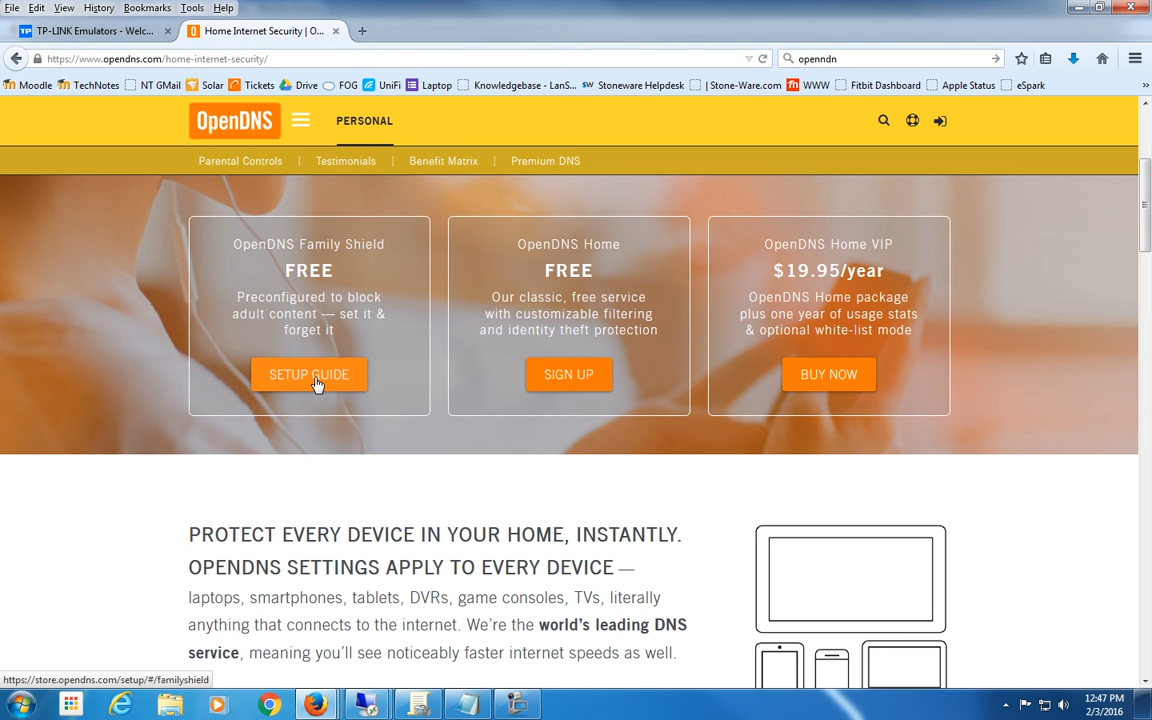 File Edit View History Bookmarks Tools Help
TP TP-LINK Emulators - Welc... × Home Internet Security | O... × +
https://www.opendns.com/home-internet-security/ openndn
Moodle TechNotes NT GMail Solar Tickets Drive FOG UniFi Laptop Knowledgebase - LanS... SW Stoneware Helpdesk | Stone-Ware.com WWW Fitbit Dashboard Apple Status eSpark »
OpenDNS PERSONAL
Parental Controls | Testimonials | Benefit Matrix | Premium DNS
OpenDNS Family Shield
FREE
Preconfigured to block
adult content — set it &
forget it
SETUP GUIDE
OpenDNS Home
FREE
Our classic, free service
with customizable filtering
and identity theft protection
SIGN UP
OpenDNS Home VIP
$19.95/year
OpenDNS Home package
plus one year of usage stats
& optional white-list mode
BUY NOW
PROTECT EVERY DEVICE IN YOUR HOME, INSTANTLY.
OPENDNS SETTINGS APPLY TO EVERY DEVICE —
laptops, smartphones, tablets, DVRs, game consoles, TVs, literally
anything that connects to the internet. We're the world's leading DNS
service, meaning you'll see noticeably faster internet speeds as well.
https://store.opendns.com/setup/#/familyshield
12:47 PM
2/3/2016